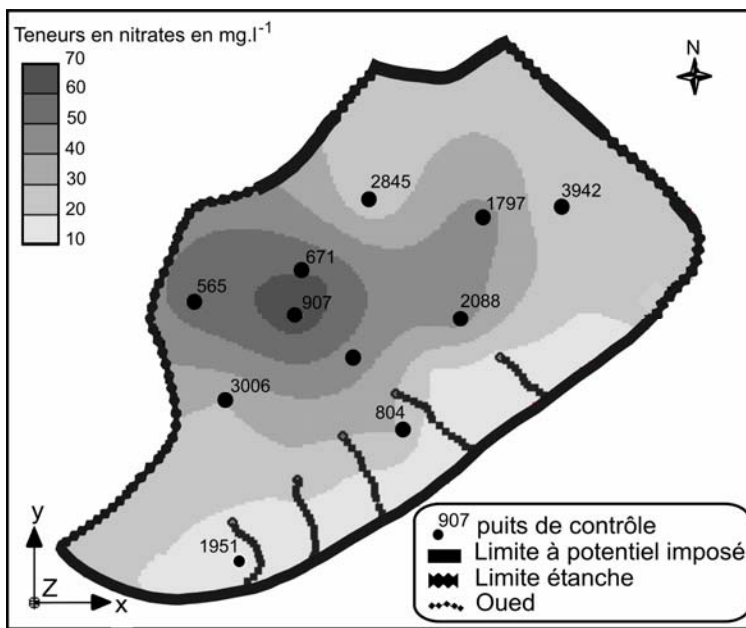 Teneurs en nitrates en mg.l-1
70
60
50
40
30
20
10
N
2845
1797
3942
671
565
907
2088
3006
804
1951
y
Z
x
907 puits de contrôle
Limite à potentiel imposé
Limite étanche
Oued